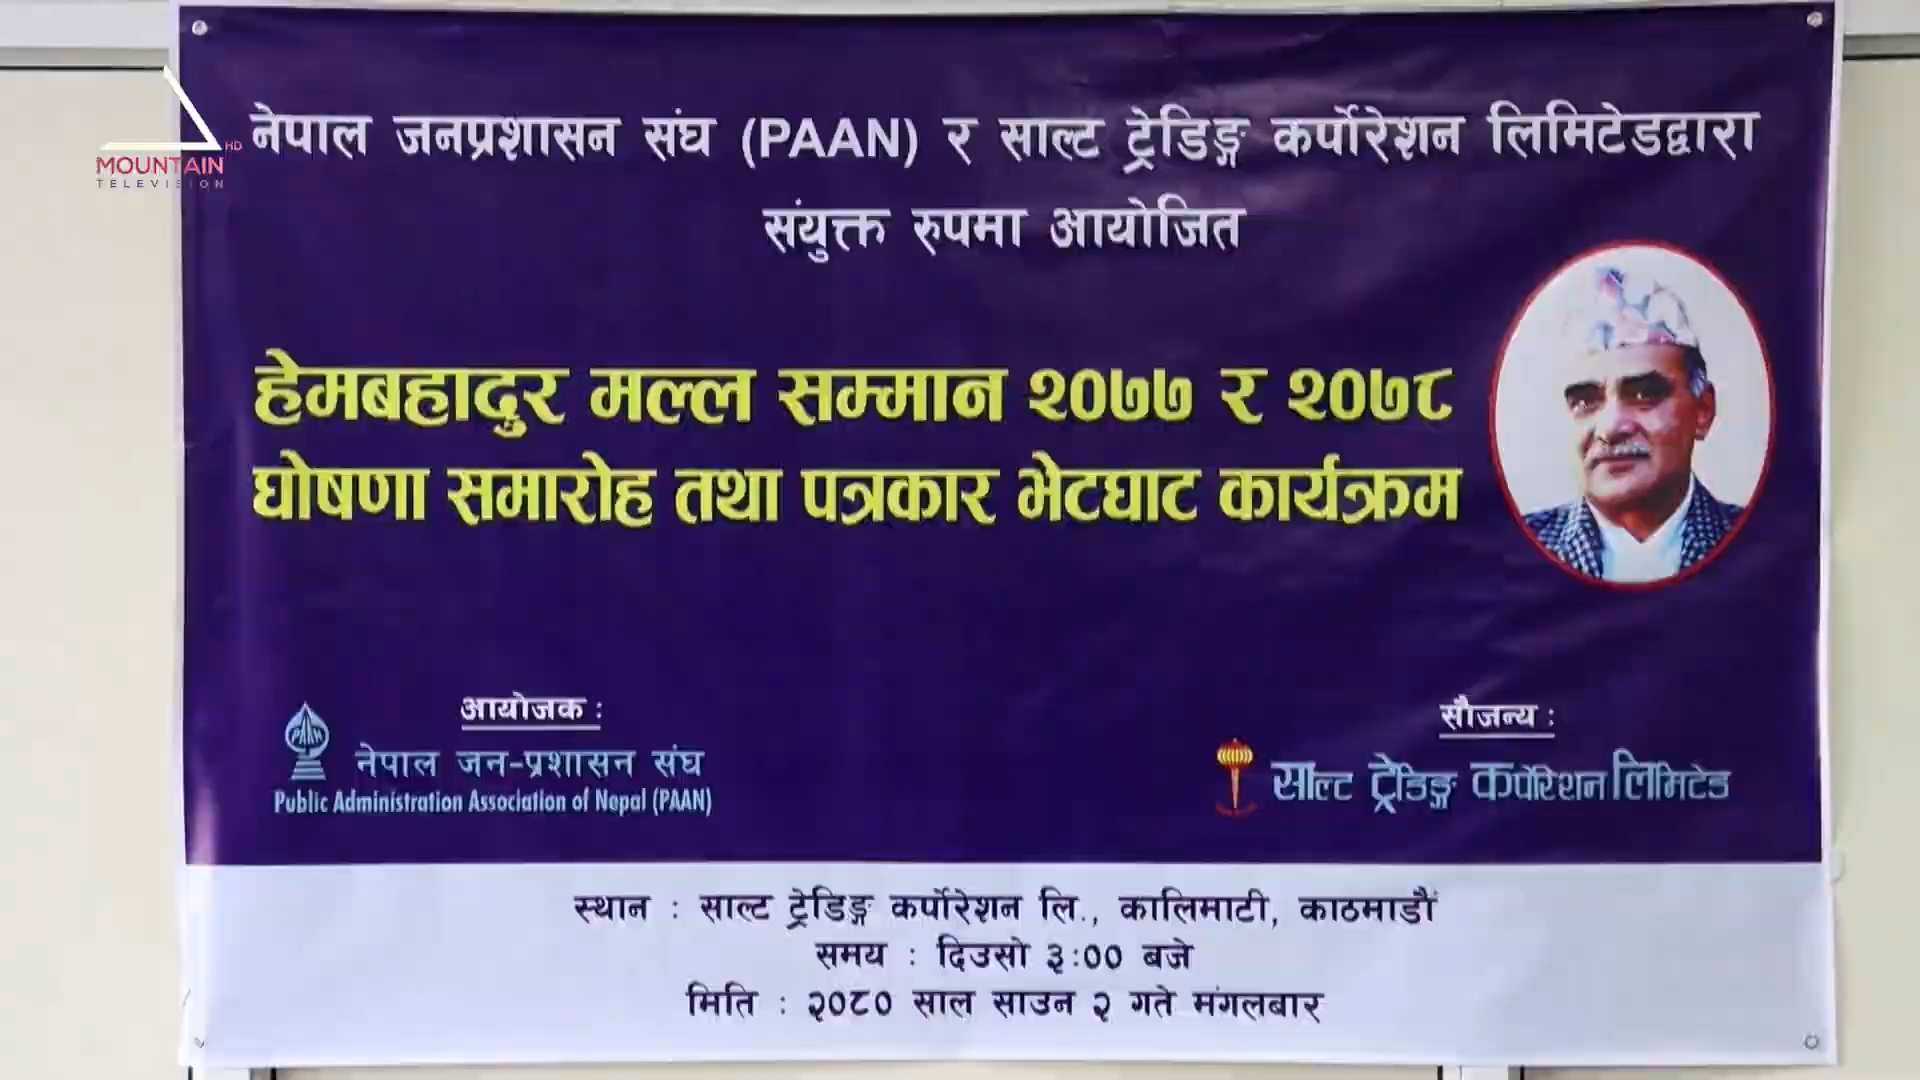 नेपाल जनप्रशासन संघ (PAAN) र साल्ट ट्रेडिङ्ग कर्पोरेशन लिमिटेडद्वारा
संयुक्त रुपमा आयोजित
MOUNTAIN HD
TELEVISION
हेमबहादुर मल्ल सम्मान २०७७ र २०७८
घोषणा समारोह तथा पत्रकार भेटघाट कार्यक्रम
आयोजक :
PAAN
नेपाल जन-प्रशासन संघ
Public Administration Association of Nepal (PAAN)
सौजन्य :
साल्ट ट्रेडिङ्ग कर्पोरेशन लिमिटेड
स्थान : साल्ट ट्रेडिङ्ग कर्पोरेशन लि., कालिमाटी, काठमाडौं
समय : दिउसो ३:०० बजे
मिति : २०८० साल साउन २ गते मंगलबार